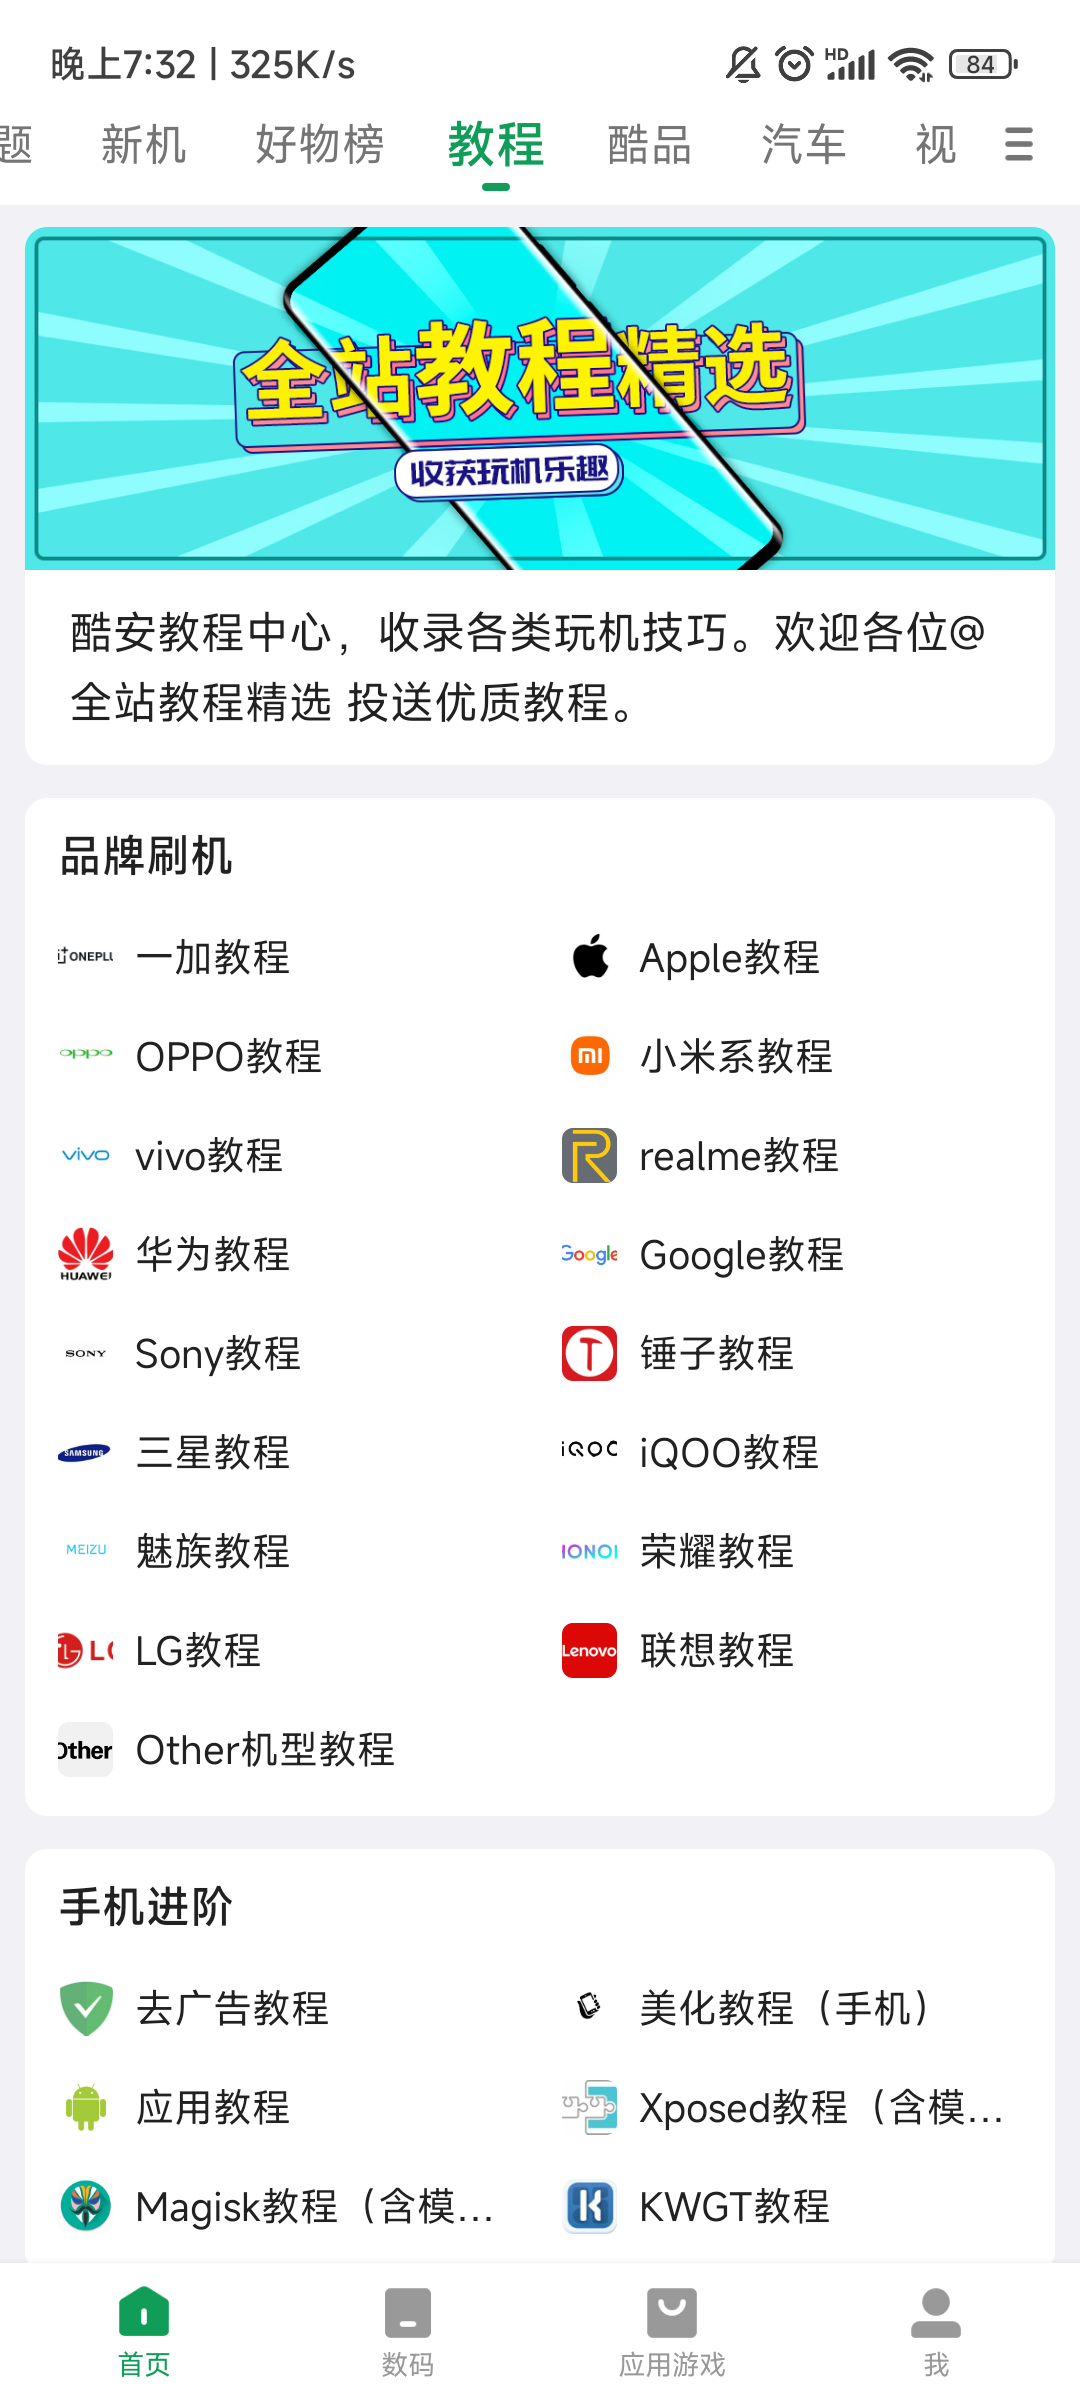 晚上7:32 | 325K/s
HD
84
题 新机 好物榜 教程 酷品 汽车 视
全站教程精选
收获玩机乐趣
酷安教程中心，收录各类玩机技巧。欢迎各位@
全站教程精选 投送优质教程。
品牌刷机
ONEPLU 一加教程
Apple教程
oppo OPPO教程
mi 小米系教程
vivo vivo教程
realme教程
HUAWEI 华为教程
Google Google教程
SONY Sony教程
T 锤子教程
SAMSUNG 三星教程
iQOO iQOO教程
MEIZU 魅族教程
HONOR 荣耀教程
LG LG教程
Lenovo 联想教程
Other Other机型教程
手机进阶
去广告教程
美化教程（手机）
应用教程
Xposed教程（含模...
Magisk教程（含模...
K KWGT教程
首页 数码 应用游戏 我